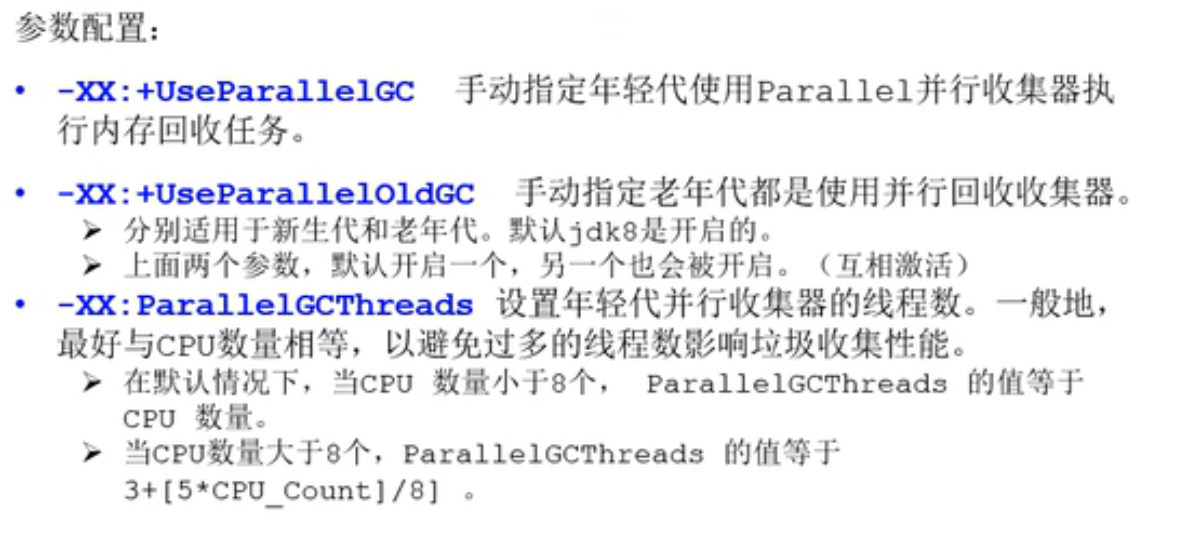 参数配置：
• -XX:+UseParallelGC 手动指定年轻代使用Parallel并行收集器执
行内存回收任务。
• -XX:+UseParallelOldGC 手动指定老年代都是使用并行回收收集器。
➢ 分别适用于新生代和老年代。默认jdk8是开启的。
➢ 上面两个参数，默认开启一个，另一个也会被开启。（互相激活）
• -XX:ParallelGCThreads 设置年轻代并行收集器的线程数。一般地，
最好与CPU数量相等，以避免过多的线程数影响垃圾收集性能。
➢ 在默认情况下，当CPU 数量小于8个， ParallelGCThreads 的值等于
CPU 数量。
➢ 当CPU数量大于8个，ParallelGCThreads 的值等于
3+[5*CPU_Count]/8] 。